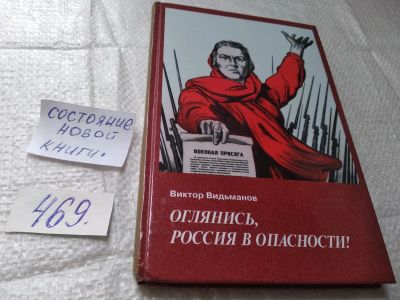 состояние
новой
книги.
469.
ВОЕННАЯ ПРИСЯГА
Виктор Видьманов
ОГЛЯНИСЬ,
РОССИЯ В ОПАСНОСТИ!